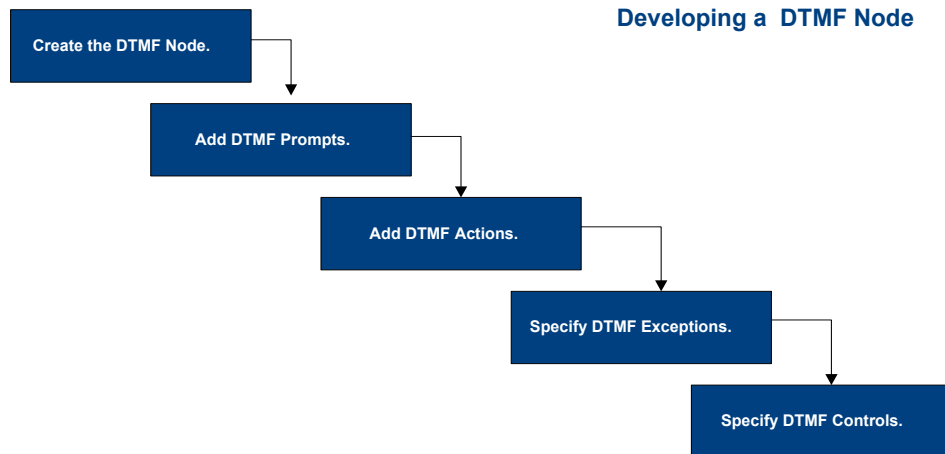 Developing a DTMF Node
Create the DTMF Node.
Add DTMF Prompts.
Add DTMF Actions.
Specify DTMF Exceptions.
Specify DTMF Controls.